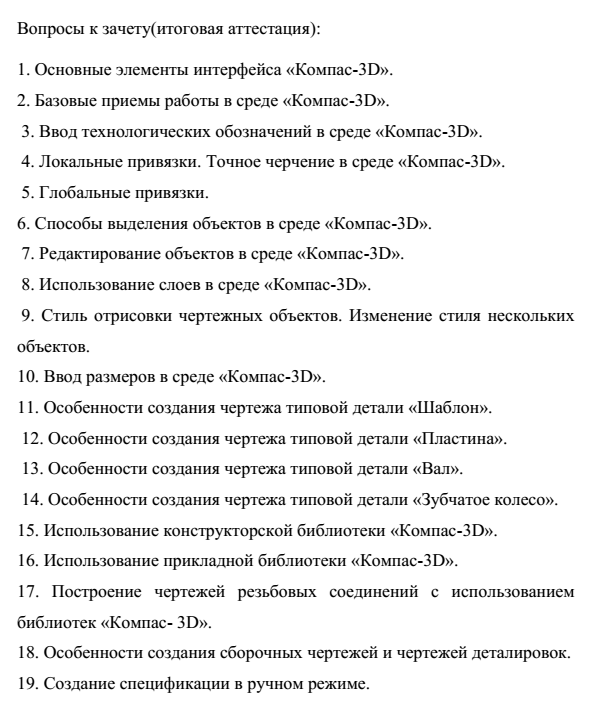 Вопросы к зачету(итоговая аттестация):
1. Основные элементы интерфейса «Компас-3D».
2. Базовые приемы работы в среде «Компас-3D».
3. Ввод технологических обозначений в среде «Компас-3D».
4. Локальные привязки. Точное черчение в среде «Компас-3D».
5. Глобальные привязки.
6. Способы выделения объектов в среде «Компас-3D».
7. Редактирование объектов в среде «Компас-3D».
8. Использование слоев в среде «Компас-3D».
9. Стиль отрисовки чертежных объектов. Изменение стиля нескольких
объектов.
10. Ввод размеров в среде «Компас-3D».
11. Особенности создания чертежа типовой детали «Шаблон».
12. Особенности создания чертежа типовой детали «Пластина».
13. Особенности создания чертежа типовой детали «Вал».
14. Особенности создания чертежа типовой детали «Зубчатое колесо».
15. Использование конструкторской библиотеки «Компас-3D».
16. Использование прикладной библиотеки «Компас-3D».
17. Построение чертежей резьбовых соединений с использованием
библиотек «Компас- 3D».
18. Особенности создания сборочных чертежей и чертежей деталировок.
19. Создание спецификации в ручном режиме.